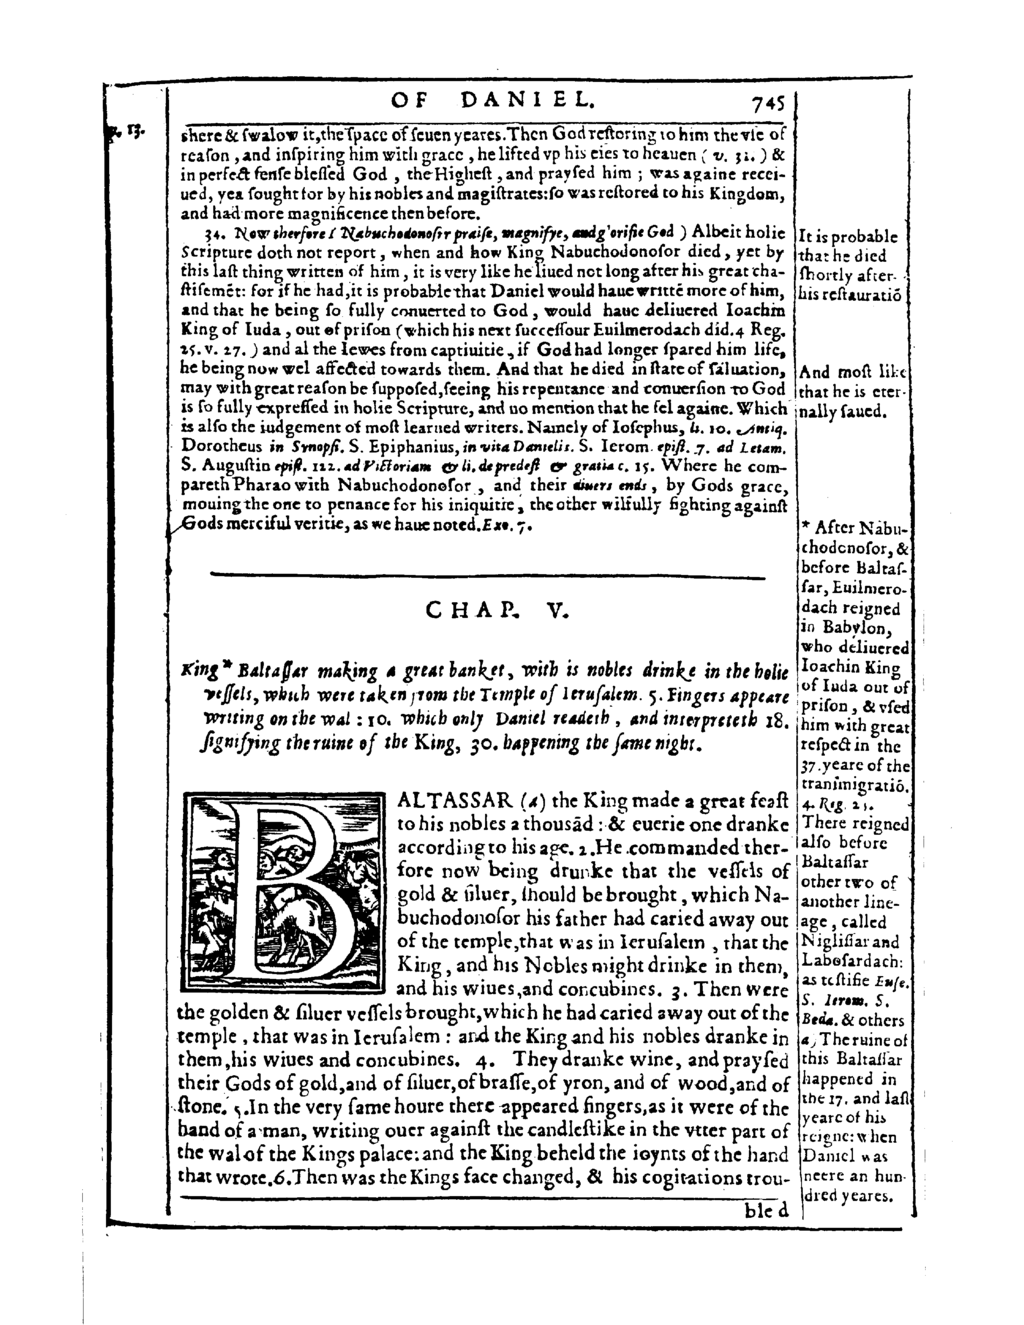 OF DANIEL. 745
13.
there & ſwalow it,the ſpace of ſeuen yeares.Then God reſtoring to him the vſe of
reaſon , and inſpiring him with grace , he lifted vp his eies to heauen ( v. 31. ) &
in perfect ſenſe bleſſed God , the Higheſt , and prayſed him ; was againe recei-
ued, yea ſought for by his nobles and magiſtrates:ſo was reſtored to his Kingdom,
and had more magnificence then before.
34. Now therfore I Nabuchodonoſor praiſe, magnifye, and g'orifie God ) Albeit holie
Scripture doth not report , when and how King Nabuchodonoſor died , yet by
this laſt thing written of him , it is very like he liued not long after his great cha-
ſtiſemēt: for if he had,it is probable that Daniel would haue writtē more of him,
and that he being ſo fully conuerted to God , would haue deliuered Ioachin
King of Iuda , out of priſon (which his next ſucceſſour Euilmerodach did.4 Reg.
25. v. 27. ) and al the Iewes from captiuitie , if God had longer ſpared him life,
he being now wel affected towards them. And that he died in ſtate of ſaluation,
may with great reaſon be ſuppoſed,ſeeing his repentance and conuerſion to God
is ſo fully expreſſed in holie Scripture, and no mention that he fel againe. Which
is alſo the iudgement of moſt learned writers. Namely of Ioſephus, li. 10. Antiq.
Dorotheus in Synopſi. S. Epiphanius, in vita Danielis. S. Ierom. epiſt. 7. ad Letam.
S. Auguſtin epiſt. 122. ad Victoriam & li. de predeſt & gratia c. 15. Where he com-
pareth Pharao with Nabuchodonoſor , and their diuers ends , by Gods grace,
mouing the one to penance for his iniquitie , the other wilfully fighting againſt
Gods merciful veritie, as we haue noted. Exo. 7.
It is probable
that he died
ſhortly after
his reſtauratiō
And moſt like
that he is eter-
nally ſaued.
CHAP. V.
King * Baltaſſar making a great banket, with is nobles drinke in the holie
veſſels, which were taken from the Temple of Ieruſalem. 5. Fingers appeare
writing on the wal : 10. which only Daniel readeth , and interpreteth 18.
ſignifying the ruine of the King, 30. happening the ſame night.
BALTASSAR (a) the King made a great feaſt
to his nobles a thouſād : & euerie one dranke
according to his age. 2. He commanded ther-
fore now being drunke that the veſſels of
gold & ſiluer, ſhould be brought , which Na-
buchodonoſor his father had caried away out
of the temple,that was in Ieruſalem , that the
King , and his Nobles might drinke in them,
and his wiues,and concubines. 3. Then were
the golden & ſiluer veſſels brought,which he had caried away out of the
temple , that was in Ieruſalem : and the King and his nobles dranke in
them,his wiues and concubines. 4. They dranke wine, and prayſed
their Gods of gold,and of ſiluer,of braſſe,of yron, and of wood,and of
ſtone. 5.In the very ſame houre there appeared fingers,as it were of the
hand of a man, writing ouer againſt the candleſtike in the vtter part of
the wal of the Kings palace: and the King beheld the ioynts of the hand
that wrote.6.Then was the Kings face changed, & his cogitations trou-
bled
* After Nabu-
chodonoſor, &
before Baltaſ-
ſar, Euilmero-
dach reigned
in Babylon,
who deliuered
Ioachin King
of Iuda out of
priſon , & vſed
him with great
reſpect in the
37. yeare of the
tranſmigratiō.
4. Reg. 25.
There reigned
alſo before
Baltaſſar
other two of
another line-
age , called
Nigliſſar and
Laboſardach:
as teſtifie Euſe.
S. Ierom. S.
Beda. & others
a, The ruine of
this Baltaſſar
happened in
the 17. and laſt
yeare of his
reigne: when
Daniel was
neere an hun-
dred yeares.